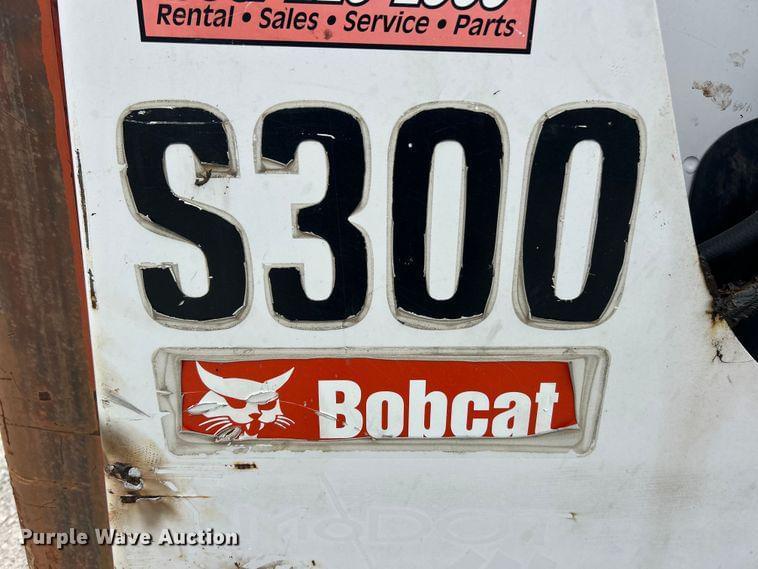 Rental • Sales • Service • Parts
S300
Bobcat
Purple Wave Auction